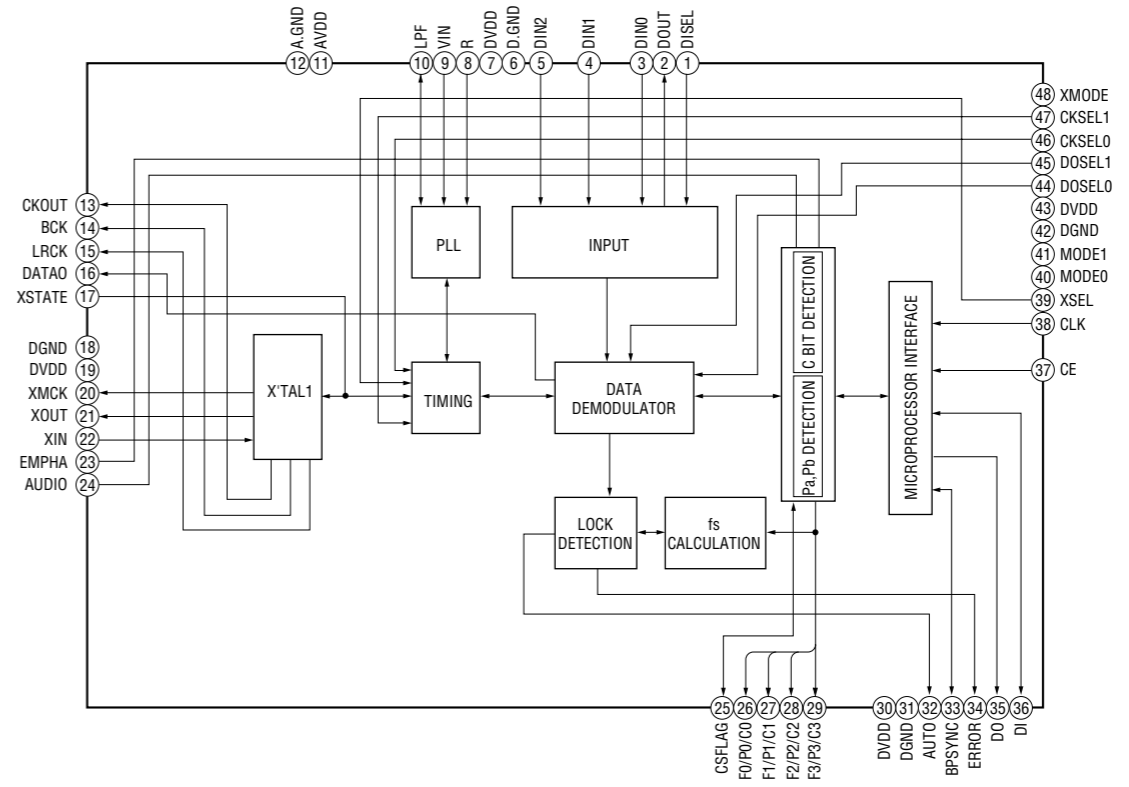 A.GND
AVDD
LPF
VIN
R
DVDD
D.GND
DIN2
DIN1
DIN0
DOUT
DISEL
12
11
10
9
8
7
6
5
4
3
2
1
48 XMODE
47 CKSEL1
46 CKSEL0
45 DOSEL1
44 DOSEL0
43 DVDD
42 DGND
41 MODE1
40 MODE0
39 XSEL
38 CLK
37 CE
CKOUT 13
BCK 14
LRCK 15
DATAO 16
XSTATE 17
DGND 18
DVDD 19
XMCK 20
XOUT 21
XIN 22
EMPHA 23
AUDIO 24
PLL
INPUT
X'TAL1
TIMING
DATA
DEMODULATOR
C BIT DETECTION
Pa,Pb DETECTION
MICROPROCESSOR INTERFACE
LOCK
DETECTION
fs
CALCULATION
25
26
27
28
29
30
31
32
33
34
35
36
CSFLAG
F0/P0/C0
F1/P1/C1
F2/P2/C2
F3/P3/C3
DVDD
DGND
AUTO
BPSYNC
ERROR
DO
DI